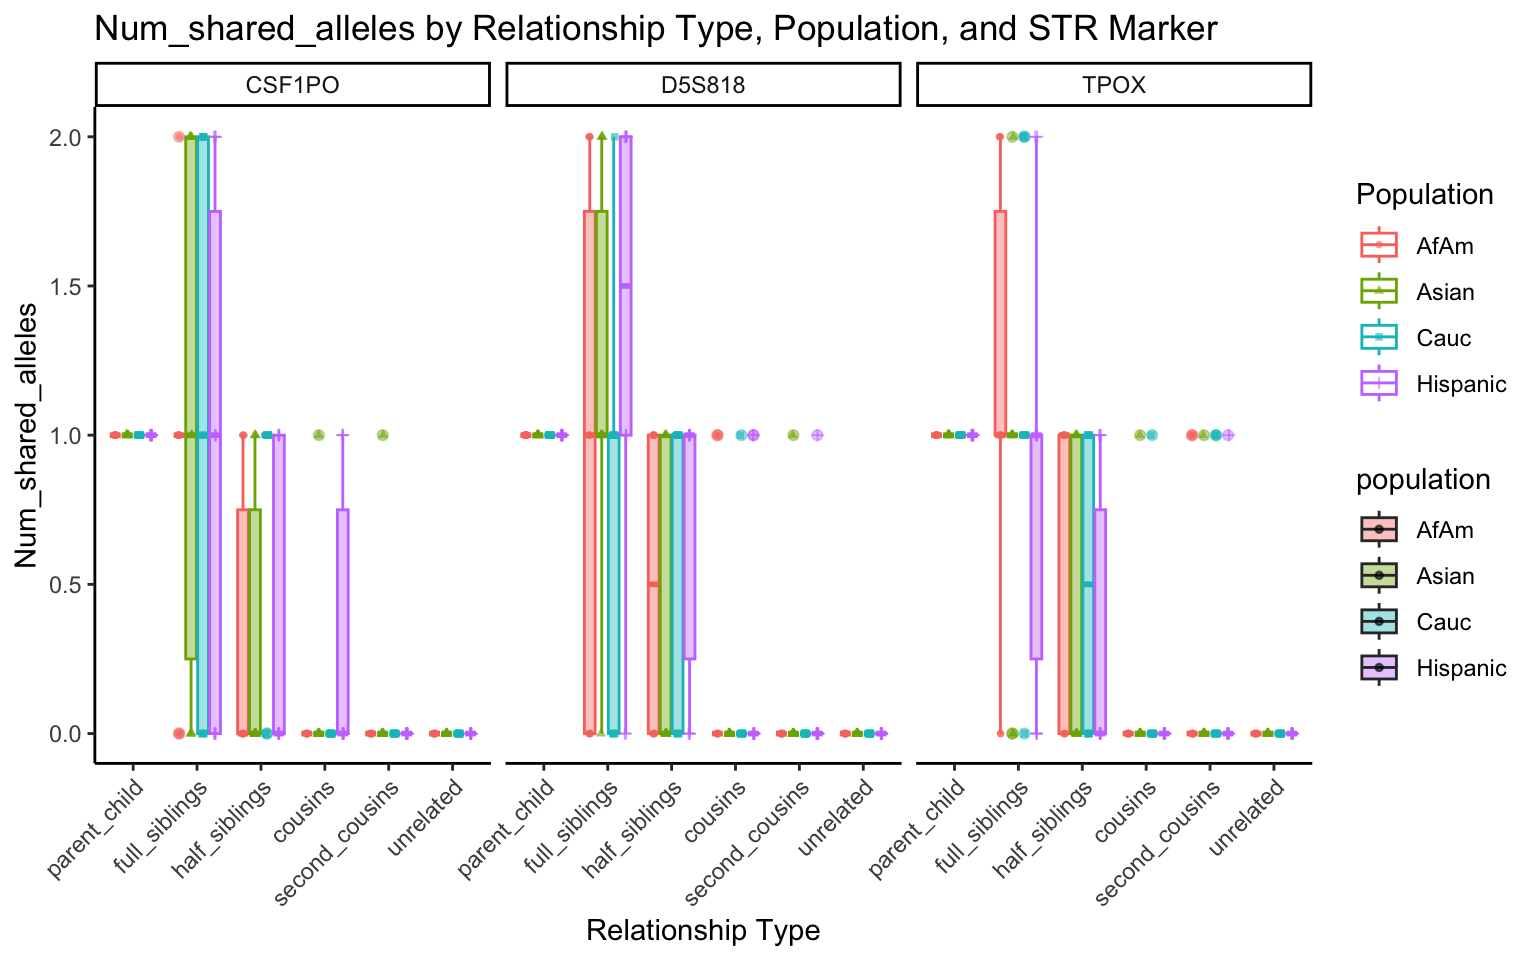 Num_shared_alleles by Relationship Type, Population, and STR Marker
CSF1PO
D5S818
TPOX
Num_shared_alleles
2.0
1.5
1.0
0.5
0.0
parent_child
full_siblings
half_siblings
cousins
second_cousins
unrelated
parent_child
full_siblings
half_siblings
cousins
second_cousins
unrelated
parent_child
full_siblings
half_siblings
cousins
second_cousins
unrelated
Relationship Type
Population
AfAm
Asian
Cauc
Hispanic
population
AfAm
Asian
Cauc
Hispanic